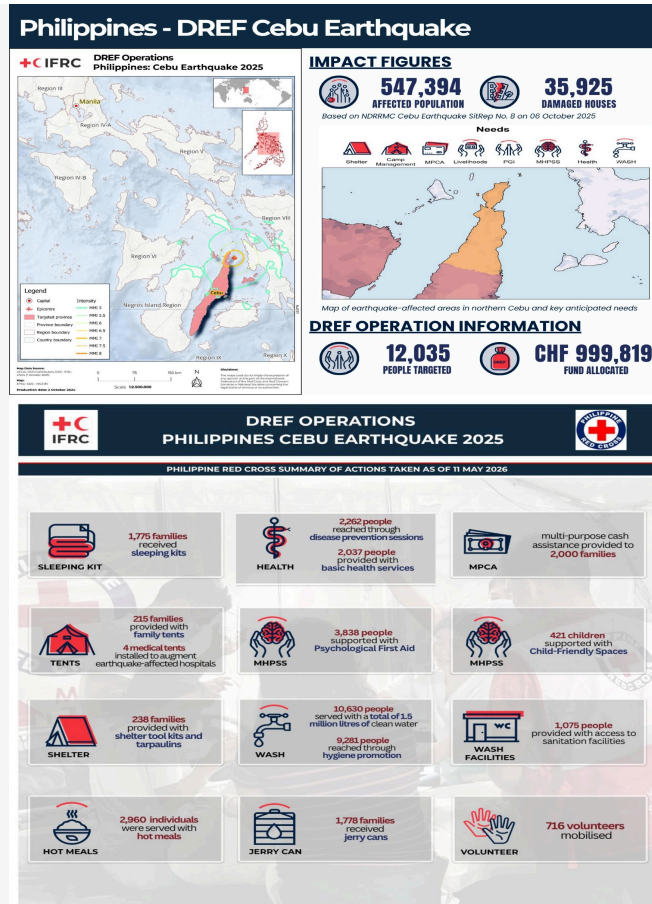 Philippines - DREF Cebu Earthquake
IFRC
DREF Operations
Philippines: Cebu Earthquake 2025
Region III
Manila
Region IV-A
Region V
Region IV-B
Region VIII
Region VI
Cebu
Negros Island Region
Region IX
Region X
Legend
Capital
Epicentre
Targeted province
Province boundary
Region boundary
Country boundary
Intensity
MMI 5
MMI 5.5
MMI 6
MMI 6.5
MMI 7
MMI 7.5
MMI 8
0 75 150 km
Scale 1:2.500.000
N
Production date: 2 October 2025
IMPACT FIGURES
547,394
AFFECTED POPULATION
35,925
DAMAGED HOUSES
Based on NDRRMC Cebu Earthquake SitRep No. 8 on 06 October 2025
Needs
Shelter
Camp Management
MPCA
Livelihoods
PGI
MHPSS
Health
WASH
Map of earthquake-affected areas in northern Cebu and key anticipated needs
DREF OPERATION INFORMATION
12,035
PEOPLE TARGETED
CHF 999,819
FUND ALLOCATED
IFRC
DREF OPERATIONS
PHILIPPINES CEBU EARTHQUAKE 2025
PHILIPPINE RED CROSS
PHILIPPINE RED CROSS SUMMARY OF ACTIONS TAKEN AS OF 11 MAY 2026
SLEEPING KIT
1,775 families
received
sleeping kits
HEALTH
2,262 people
reached through
disease prevention sessions
2,037 people
provided with
basic health services
MPCA
multi-purpose cash
assistance provided to
2,000 families
TENTS
215 families
provided with
family tents
4 medical tents
installed to augment
earthquake-affected hospitals
MHPSS
3,838 people
supported with
Psychological First Aid
MHPSS
421 children
supported with
Child-Friendly Spaces
SHELTER
238 families
provided with
shelter tool kits and
tarpaulins
WASH
10,630 people
served with a total of 1.5
million litres of clean water
9,281 people
reached through
hygiene promotion
WC
WASH
FACILITIES
1,075 people
provided with access to
sanitation facilities
HOT MEALS
2,960 individuals
were served with
hot meals
JERRY CAN
1,778 families
received
jerry cans
VOLUNTEER
716 volunteers
mobilised